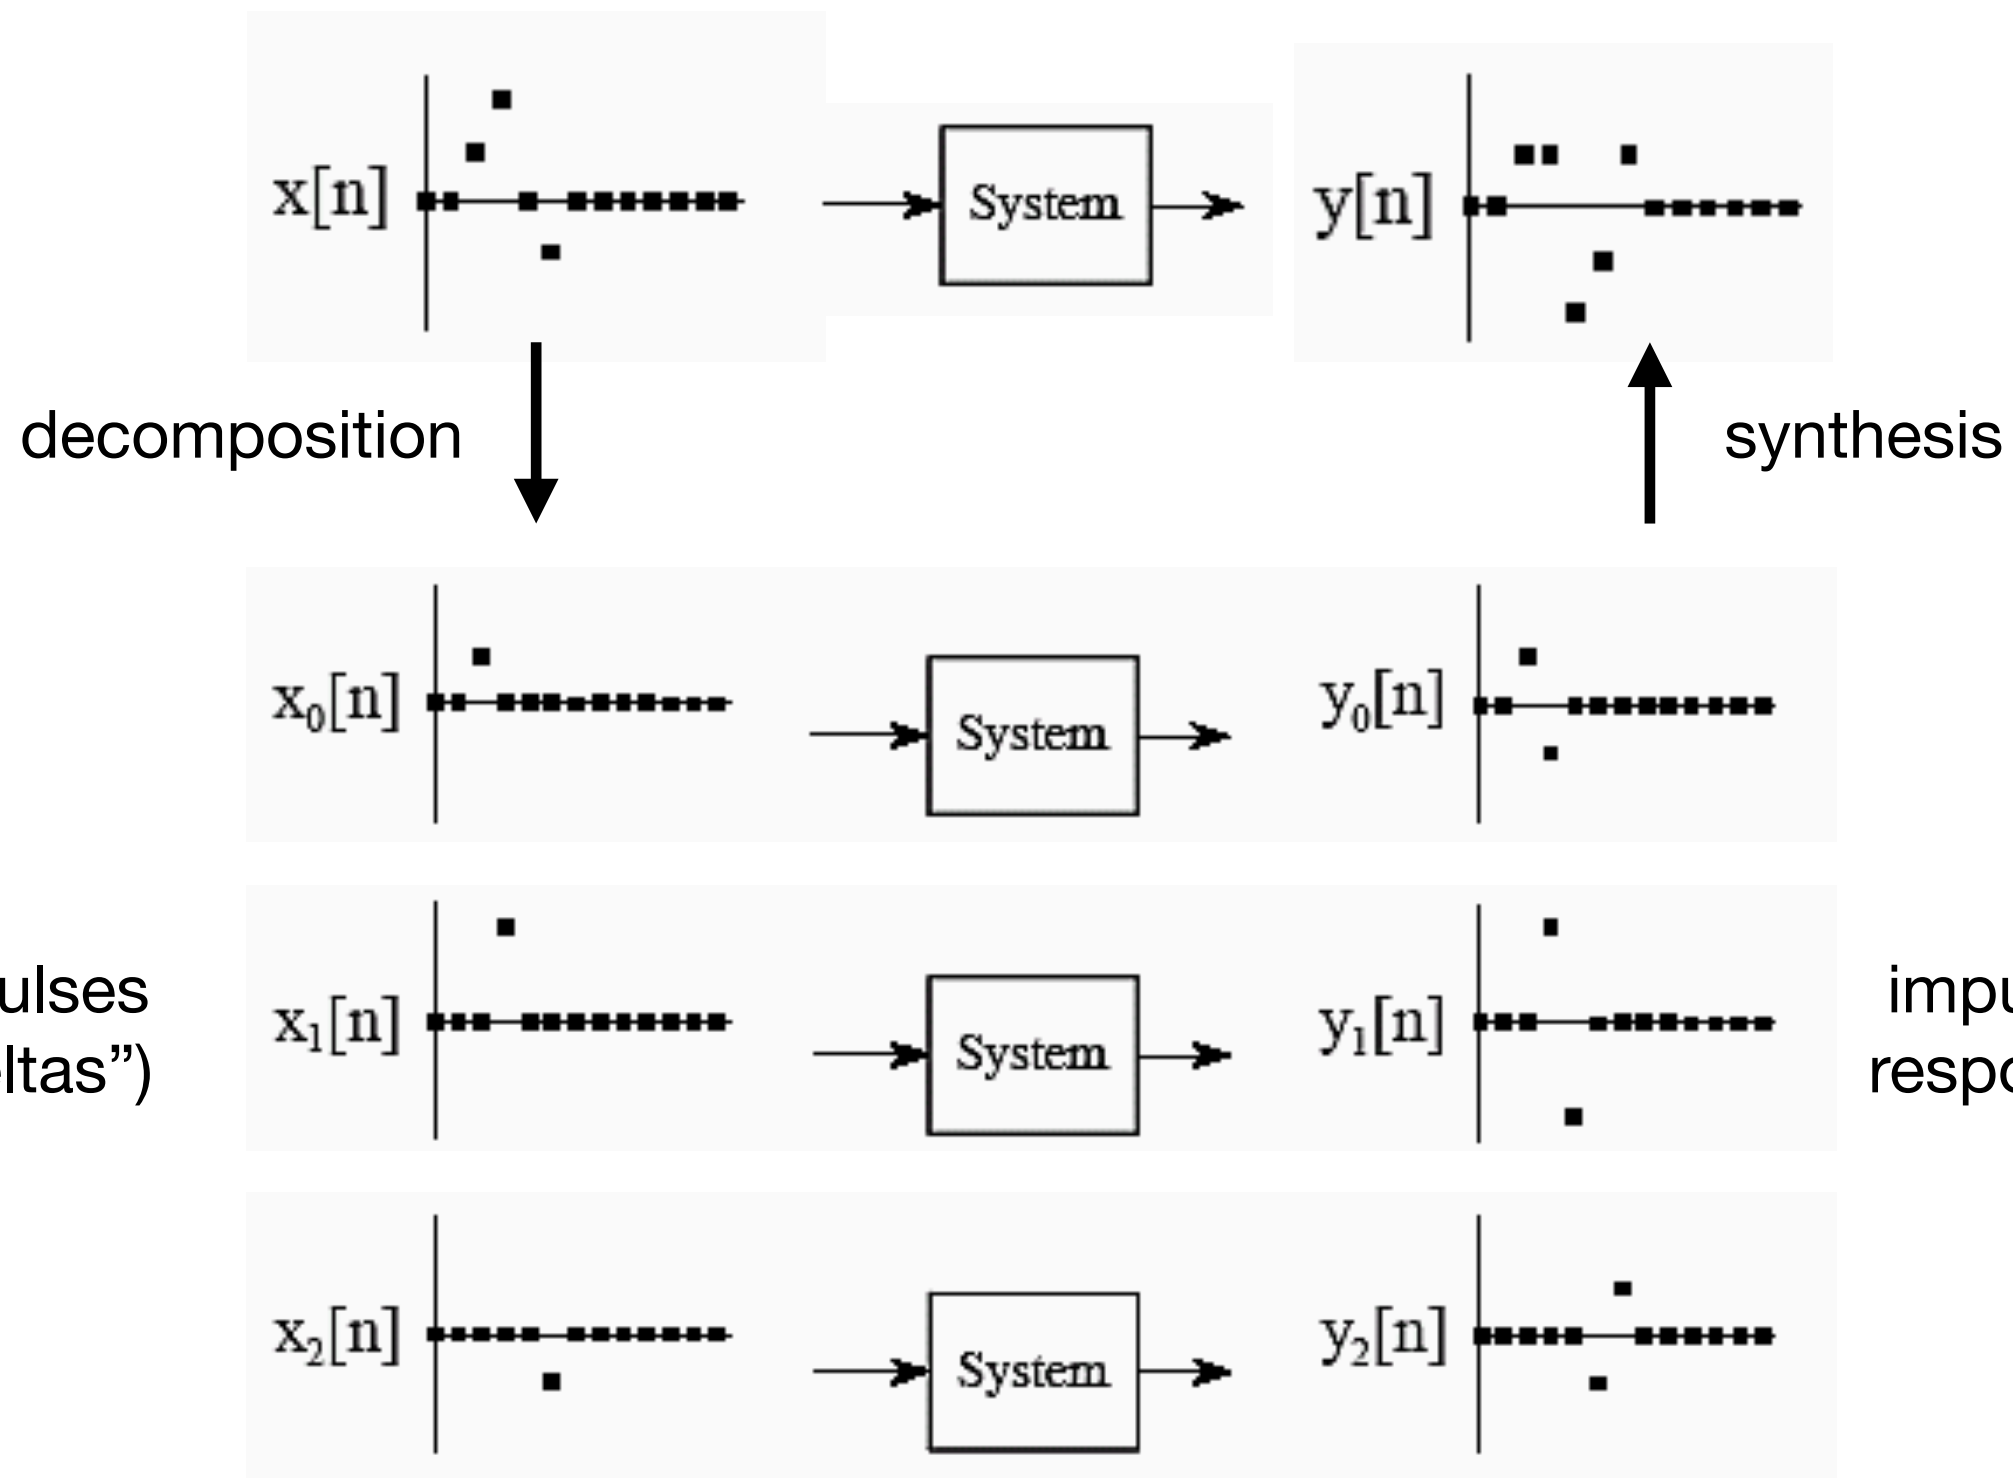 x[n]
System
y[n]
decomposition
synthesis
x₀[n]
System
y₀[n]
ulses
impu
x₁[n]
System
y₁[n]
ltas”)
respo
x₂[n]
System
y₂[n]